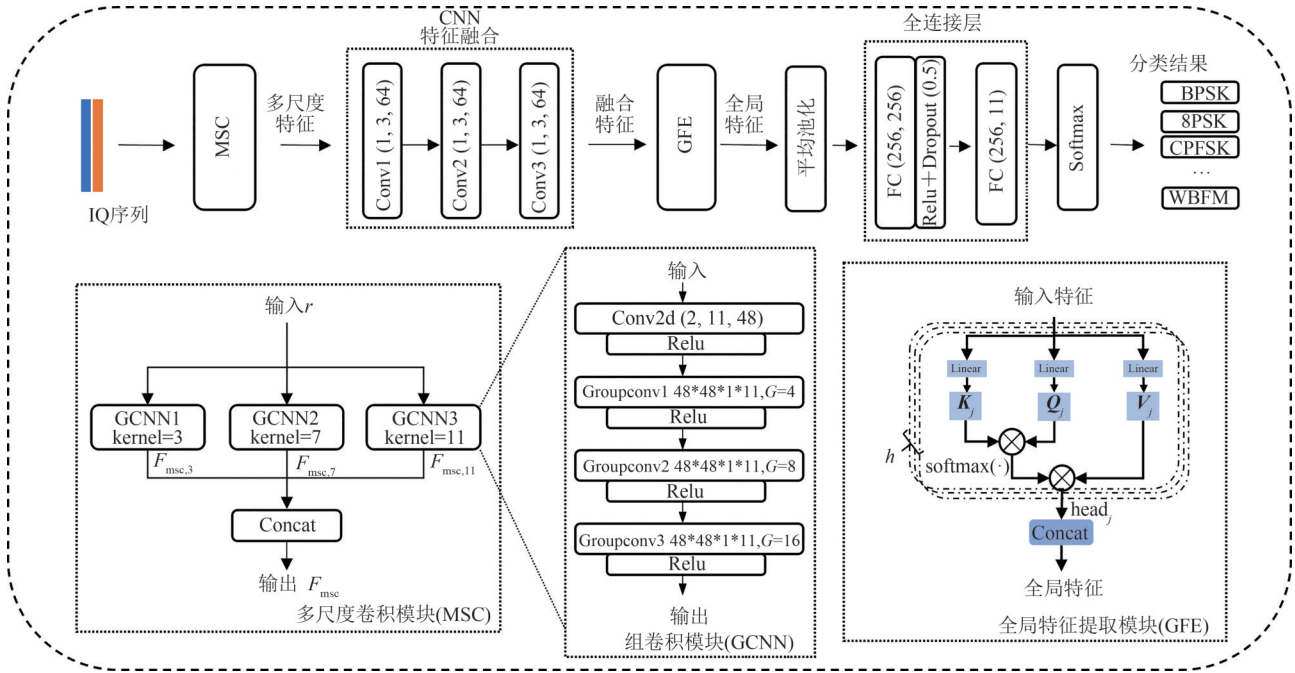 CNN
特征融合
全连接层
IQ序列
MSC
多尺度
特征
Conv1 (1, 3, 64)
Conv2 (1, 3, 64)
Conv3 (1, 3, 64)
融合
特征
GFE
全局
特征
平均池化
FC (256, 256)
Relu+Dropout (0.5)
FC (256, 11)
Softmax
分类结果
BPSK
8PSK
CPFSK
…
WBFM
输入r
GCNN1
kernel=3
GCNN2
kernel=7
GCNN3
kernel=11
Fmsc,3
Fmsc,7
Fmsc,11
Concat
输出 Fmsc
多尺度卷积模块(MSC)
输入
Conv2d (2, 11, 48)
Relu
Groupconv1 48*48*1*11,G=4
Relu
Groupconv2 48*48*1*11,G=8
Relu
Groupconv3 48*48*1*11,G=16
Relu
输出
组卷积模块(GCNN)
输入特征
Linear
Linear
Linear
Kj
Qj
Vj
h
softmax(·)
headj
Concat
全局特征
全局特征提取模块(GFE)